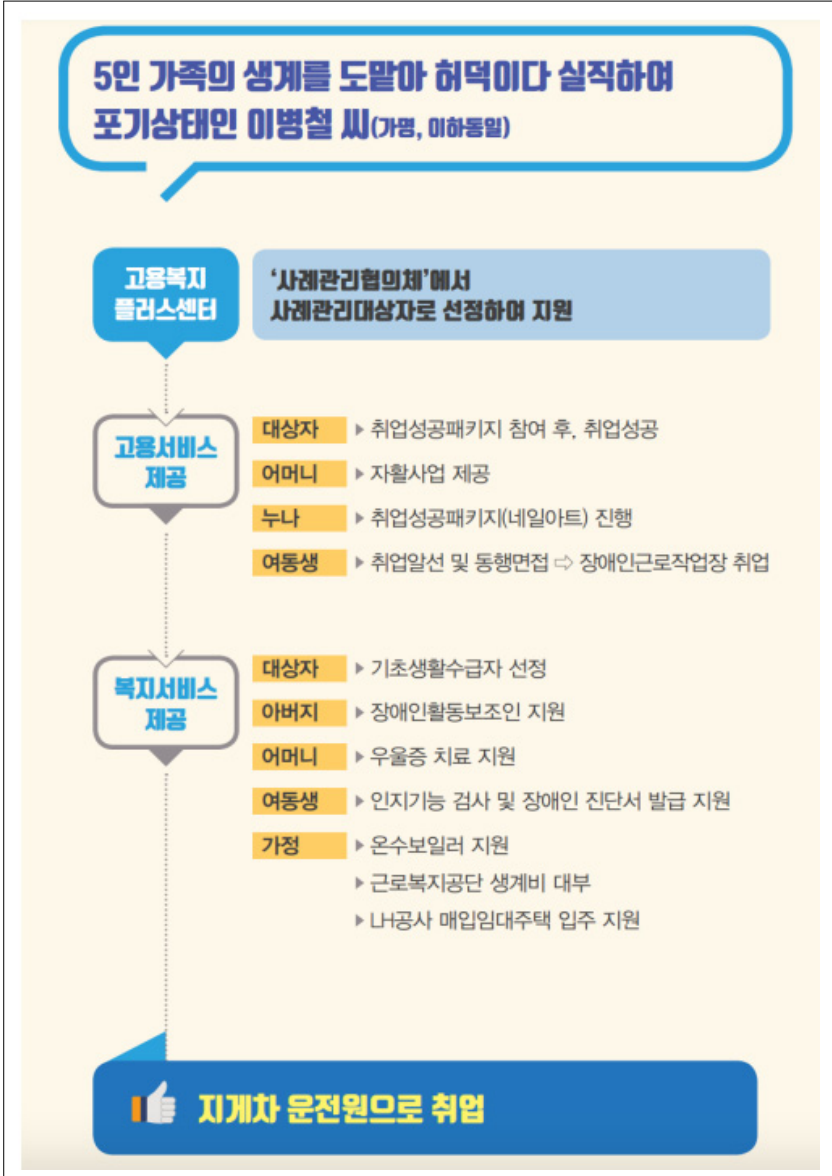 5인 가족의 생계를 도맡아 허덕이다 실직하여
포기상태인 이병철 씨(가명, 이하동일)
고용복지
플러스센터
‘사례관리협의체’에서
사례관리대상자로 선정하여 지원
고용서비스
제공
대상자 ▶ 취업성공패키지 참여 후, 취업성공
어머니 ▶ 자활사업 제공
누나 ▶ 취업성공패키지(네일아트) 진행
여동생 ▶ 취업알선 및 동행면접 ⇨ 장애인근로작업장 취업
복지서비스
제공
대상자 ▶ 기초생활수급자 선정
아버지 ▶ 장애인활동보조인 지원
어머니 ▶ 우울증 치료 지원
여동생 ▶ 인지기능 검사 및 장애인 진단서 발급 지원
가정 ▶ 온수보일러 지원
▶ 근로복지공단 생계비 대부
▶ LH공사 매입임대주택 입주 지원
지게차 운전원으로 취업